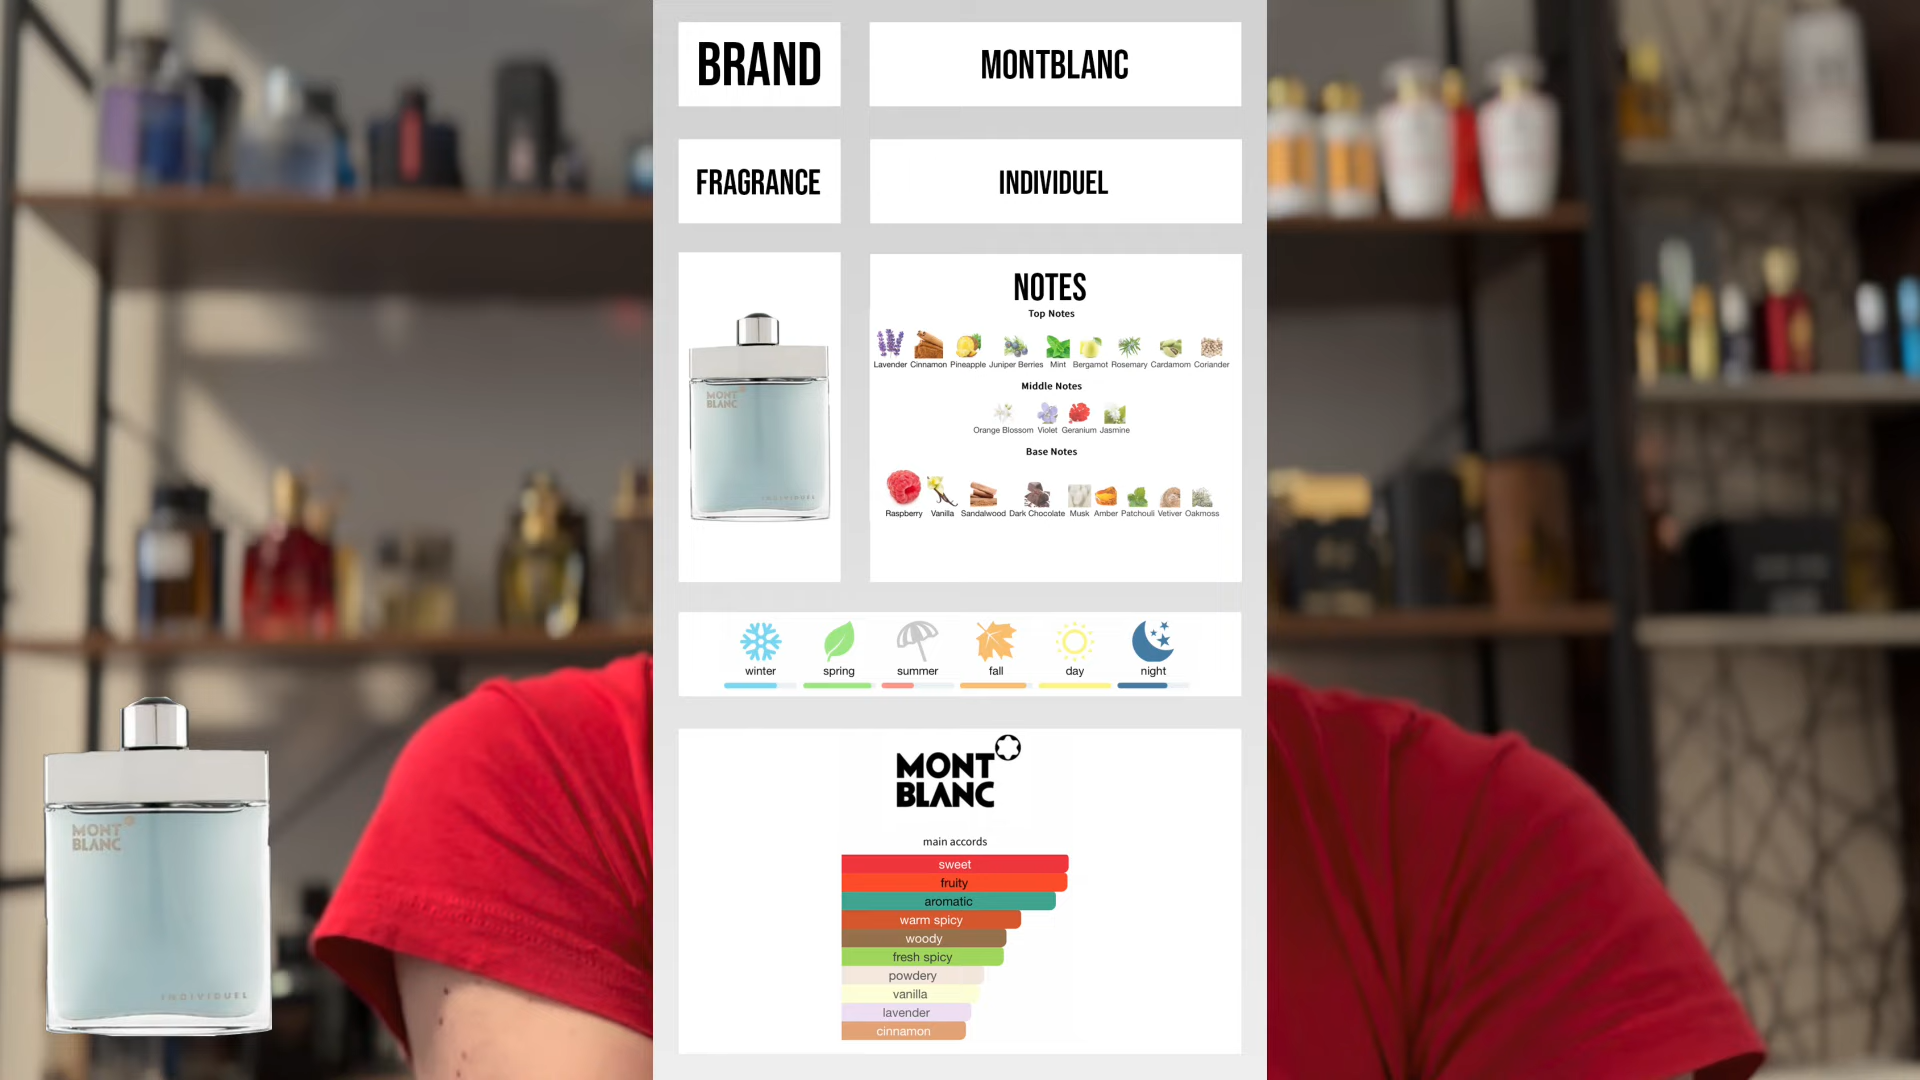 BRAND
MONTBLANC
FRAGRANCE
INDIVIDUEL
NOTES
Top Notes
Lavender Cinnamon Pineapple Juniper Berries Mint Bergamot Rosemary Cardamom Coriander
Middle Notes
Orange Blossom Violet Geranium Jasmine
Base Notes
Raspberry Vanilla Sandalwood Dark Chocolate Musk Amber Patchouli Vetiver Oakmoss
MONT
BLANC
INDIVIDUEL
winter spring summer fall day night
MONT
BLANC
main accords
sweet
fruity
aromatic
warm spicy
woody
fresh spicy
powdery
vanilla
lavender
cinnamon
MONT
BLANC
INDIVIDUEL